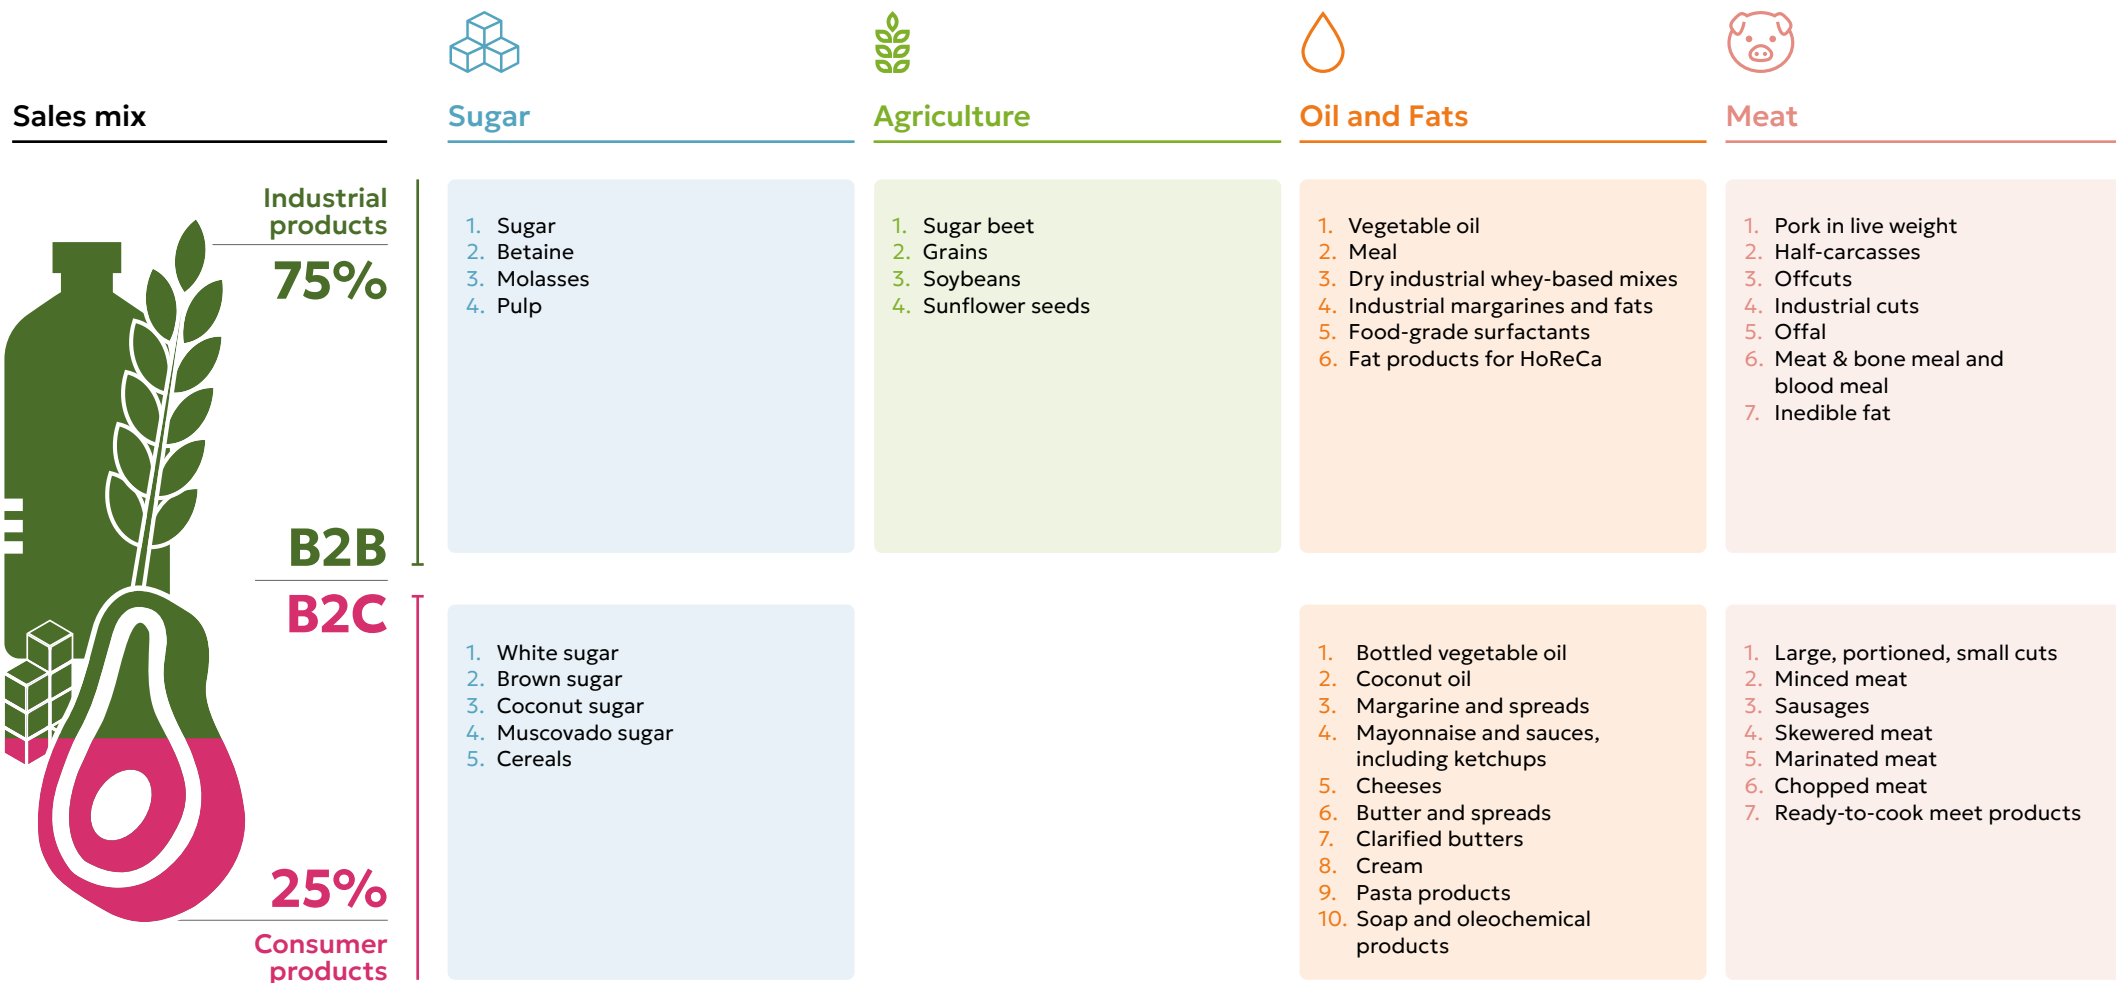 Sales mix
Sugar
Agriculture
Oil and Fats
Meat
Industrial
products
75%
B2B
1. Sugar
2. Betaine
3. Molasses
4. Pulp
1. Sugar beet
2. Grains
3. Soybeans
4. Sunflower seeds
1. Vegetable oil
2. Meal
3. Dry industrial whey-based mixes
4. Industrial margarines and fats
5. Food-grade surfactants
6. Fat products for HoReCa
1. Pork in live weight
2. Half-carcasses
3. Offcuts
4. Industrial cuts
5. Offal
6. Meat & bone meal and
blood meal
7. Inedible fat
B2C
25%
Consumer
products
1. White sugar
2. Brown sugar
3. Coconut sugar
4. Muscovado sugar
5. Cereals
1. Bottled vegetable oil
2. Coconut oil
3. Margarine and spreads
4. Mayonnaise and sauces,
including ketchups
5. Cheeses
6. Butter and spreads
7. Clarified butters
8. Cream
9. Pasta products
10. Soap and oleochemical
products
1. Large, portioned, small cuts
2. Minced meat
3. Sausages
4. Skewered meat
5. Marinated meat
6. Chopped meat
7. Ready-to-cook meet products